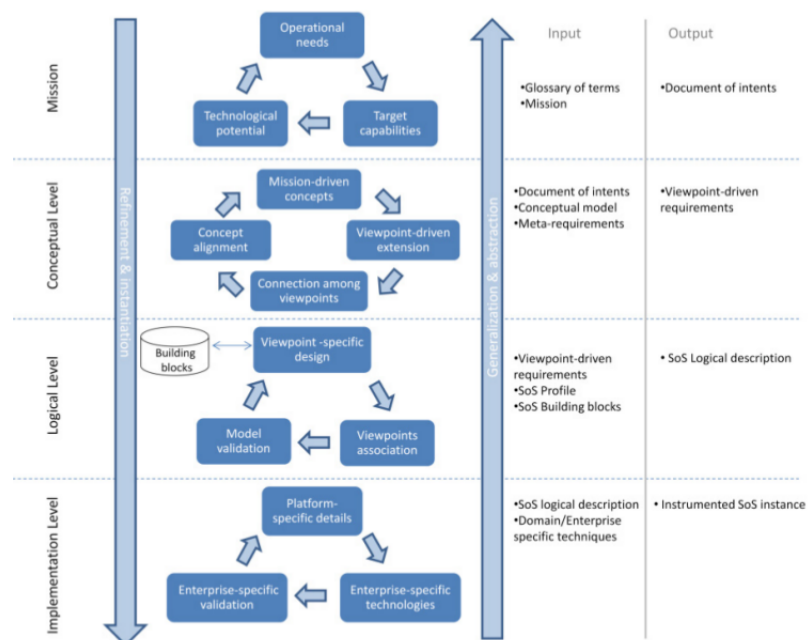 Input
Output
Mission
Operational
needs
Technological
potential
Target
capabilities
•Glossary of terms
•Mission
•Document of intents
Refinement & instantiation
Generalization & abstraction
Conceptual Level
Mission-driven
concepts
Concept
alignment
Viewpoint-driven
extension
Connection among
viewpoints
•Document of intents
•Conceptual model
•Meta-requirements
•Viewpoint-driven
requirements
Logical Level
Building
blocks
Viewpoint -specific
design
Model
validation
Viewpoints
association
•Viewpoint-driven
requirements
•SoS Profile
•SoS Building blocks
• SoS Logical description
Implementation Level
Platform-
specific details
Enterprise-specific
validation
Enterprise-specific
technologies
•SoS logical description
•Domain/Enterprise
specific techniques
• Instrumented SoS instance